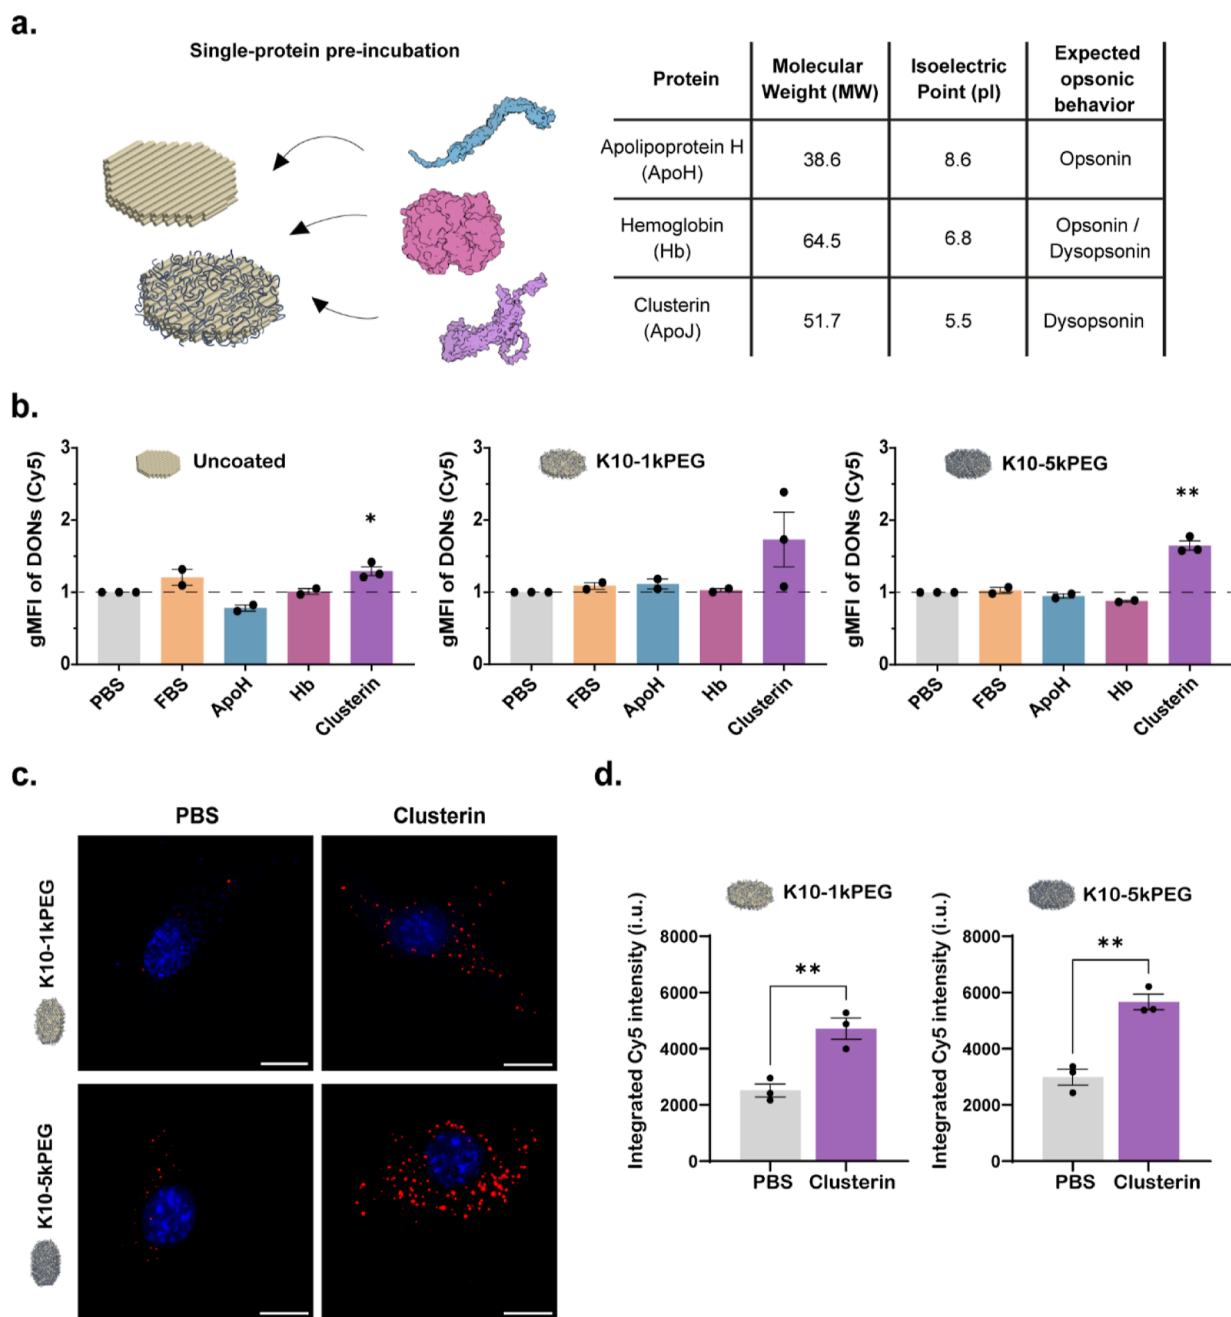 a.
Single-protein pre-incubation
Protein
Molecular
Weight (MW)
Isoelectric
Point (pI)
Expected
opsonic
behavior
Apolipoprotein H
(ApoH)
38.6
8.6
Opsonin
Hemoglobin
(Hb)
64.5
6.8
Opsonin /
Dysopsonin
Clusterin
(ApoJ)
51.7
5.5
Dysopsonin
b.
gMFI of DONs (Cy5)
3
2
1
0
Uncoated
*
PBS
FBS
ApoH
Hb
Clusterin
gMFI of DONs (Cy5)
3
2
1
0
K10-1kPEG
PBS
FBS
ApoH
Hb
Clusterin
gMFI of DONs (Cy5)
3
2
1
0
K10-5kPEG
**
PBS
FBS
ApoH
Hb
Clusterin
c.
PBS
Clusterin
K10-1kPEG
K10-5kPEG
d.
Integrated Cy5 intensity (i.u.)
8000
6000
4000
2000
0
K10-1kPEG
**
PBS
Clusterin
Integrated Cy5 intensity (i.u.)
8000
6000
4000
2000
0
K10-5kPEG
**
PBS
Clusterin